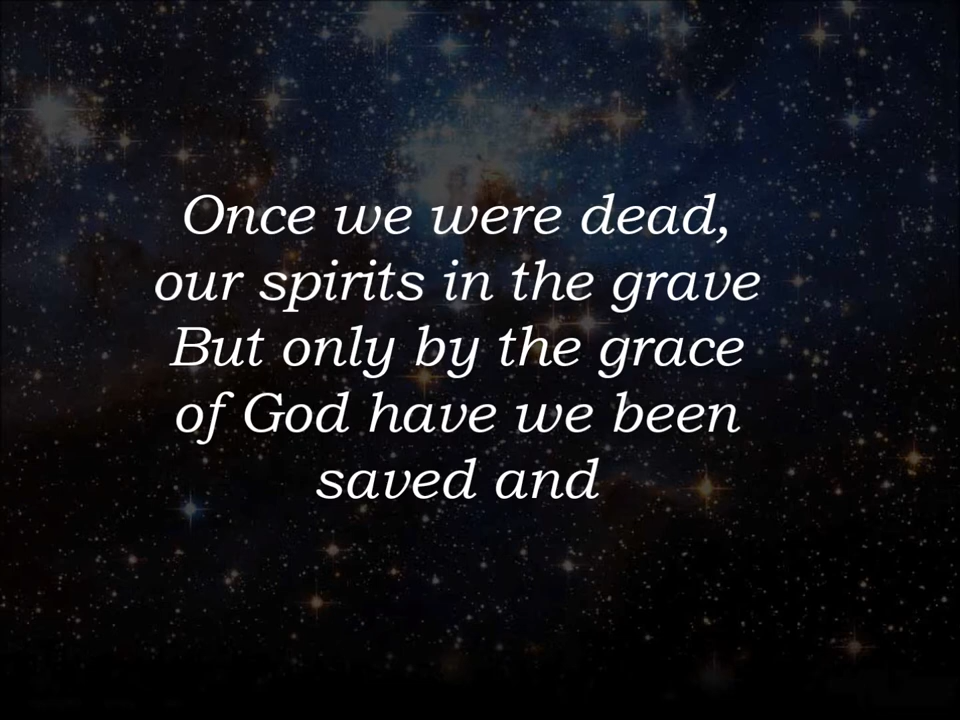 Once we were dead,
our spirits in the grave
But only by the grace
of God have we been
saved and